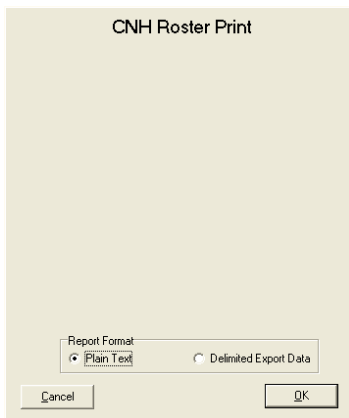 CNH Roster Print
Report Format
Plain Text
Delimited Export Data
Cancel
OK